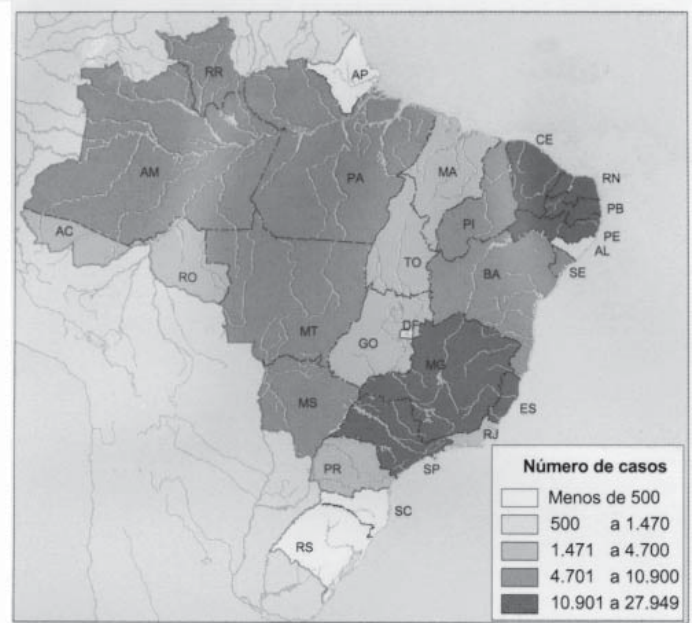 RR
AP
AM
PA
MA
CE
RN
PB
PE
AL
SE
PI
AC
RO
TO
BA
MT
DF
GO
MG
MS
ES
RJ
SP
PR
SC
RS
Número de casos
Menos de 500
500 a 1.470
1.471 a 4.700
4.701 a 10.900
10.901 a 27.949